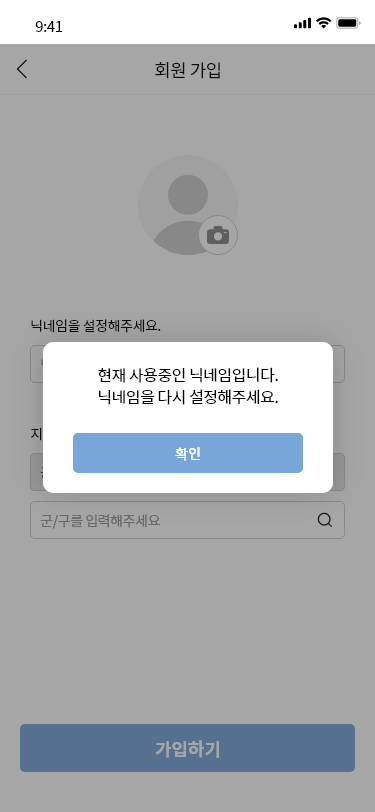 9:41
회원 가입
닉네임을 설정해주세요.
현재 사용중인 닉네임입니다.
닉네임을 다시 설정해주세요.
확인
군/구를 입력해주세요
가입하기